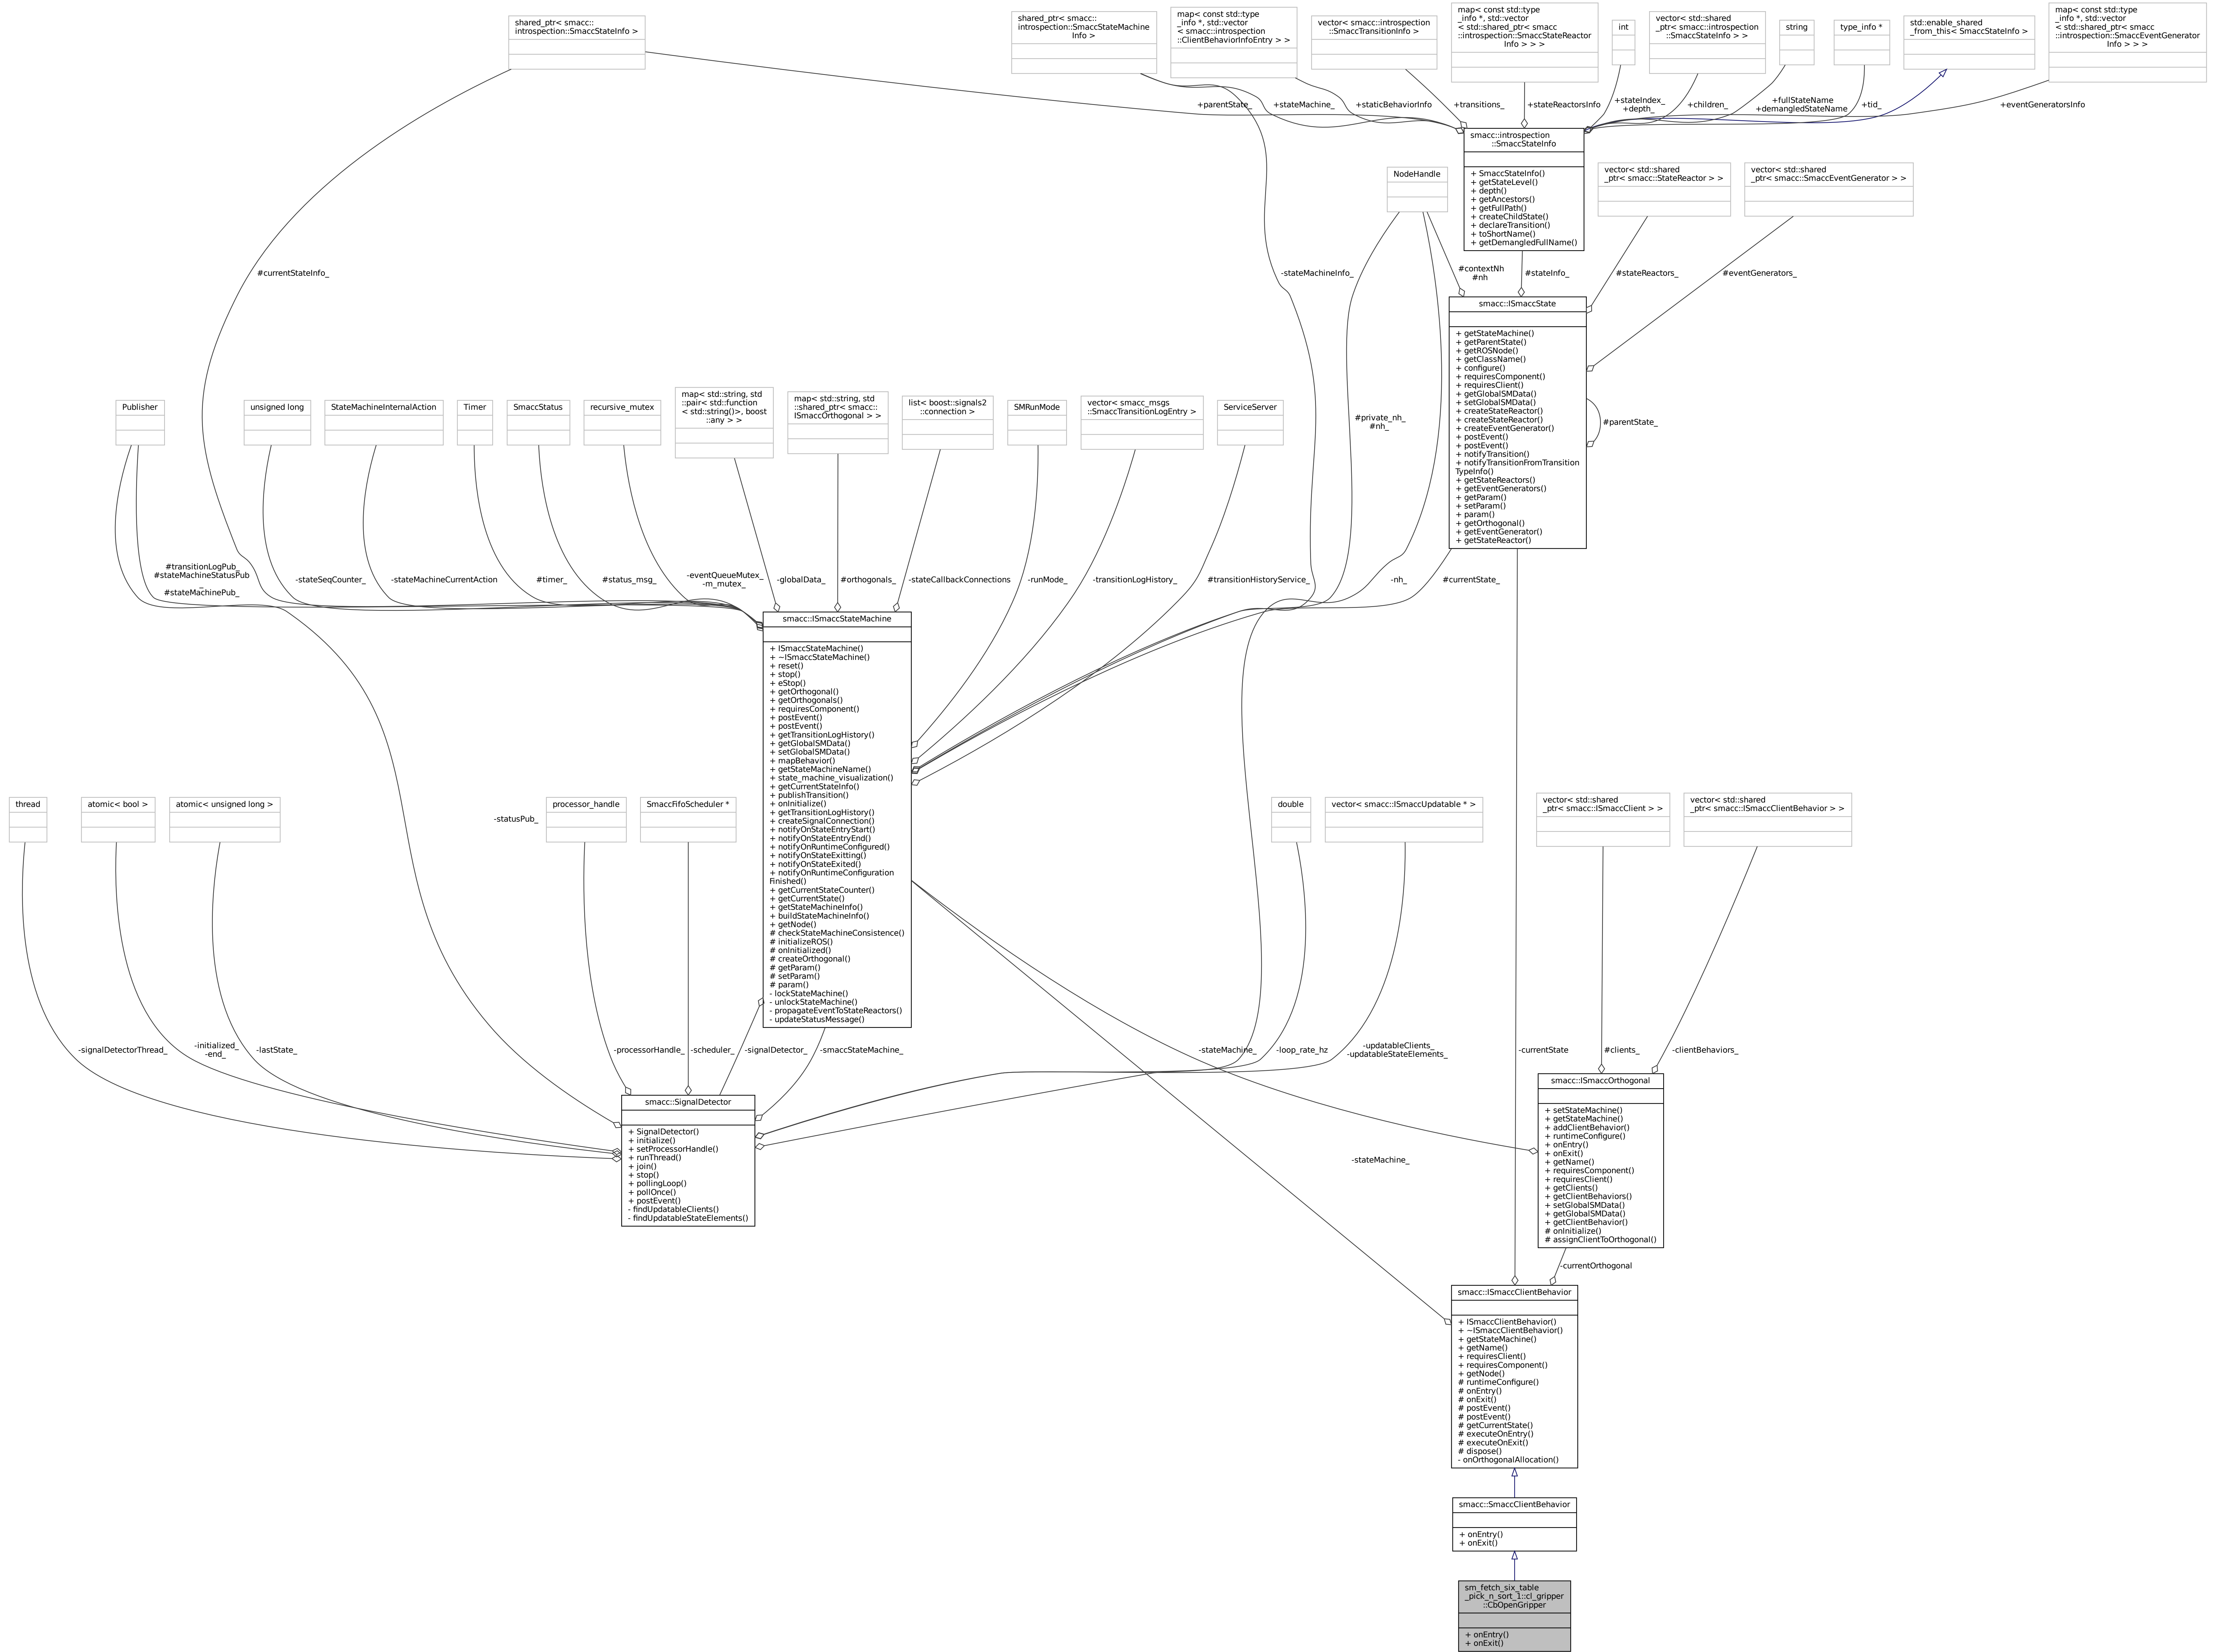 shared_ptr< smacc::
introspection::SmaccStateInfo >
shared_ptr< smacc::
introspection::SmaccStateMachine
Info >
map< const std::type
_info *, std::vector
< smacc::introspection
::ClientBehaviorInfoEntry > >
vector< smacc::introspection
::SmaccTransitionInfo >
map< const std::type
_info *, std::vector
< std::shared_ptr< smacc
::introspection::SmaccStateReactor
Info > > >
int
vector< std::shared
_ptr< smacc::introspection
::SmaccStateInfo > >
string
type_info *
std::enable_shared
_from_this< SmaccStateInfo >
map< const std::type
_info *, std::vector
< std::shared_ptr< smacc
::introspection::SmaccEventGenerator
Info > > >
+parentState_
+stateMachine_
+staticBehaviorInfo
+transitions_
+stateReactorsInfo
+stateIndex_
+depth_
+children_
+fullStateName
+demangledStateName
+tid_
+eventGeneratorsInfo
smacc::introspection
::SmaccStateInfo
+ SmaccStateInfo()
+ getStateLevel()
+ depth()
+ getAncestors()
+ getFullPath()
+ createChildState()
+ declareTransition()
+ toShortName()
+ getDemangledFullName()
NodeHandle
vector< std::shared
_ptr< smacc::StateReactor > >
vector< std::shared
_ptr< smacc::SmaccEventGenerator > >
#currentStateInfo_
-stateMachineInfo_
#contextNh
#nh
#stateInfo_
#stateReactors_
#eventGenerators_
smacc::ISmaccState
+ getStateMachine()
+ getParentState()
+ getROSNode()
+ getClassName()
+ configure()
+ requiresComponent()
+ requiresClient()
+ getGlobalSMData()
+ setGlobalSMData()
+ createStateReactor()
+ createStateReactor()
+ createEventGenerator()
+ postEvent()
+ postEvent()
+ notifyTransition()
+ notifyTransitionFromTransition
TypeInfo()
+ getStateReactors()
+ getEventGenerators()
+ getParam()
+ setParam()
+ param()
+ getOrthogonal()
+ getEventGenerator()
+ getStateReactor()
#parentState_
#private_nh_
#nh_
Publisher
unsigned long
StateMachineInternalAction
Timer
SmaccStatus
recursive_mutex
map< std::string, std
::pair< std::function
< std::string()>, boost
::any > >
map< std::string, std
::shared_ptr< smacc::
ISmaccOrthogonal > >
list< boost::signals2
::connection >
SMRunMode
vector< smacc_msgs
::SmaccTransitionLogEntry >
ServiceServer
#transitionLogPub_
#stateMachineStatusPub
_
#stateMachinePub_
-stateSeqCounter_
-stateMachineCurrentAction
#timer_
#status_msg_
-eventQueueMutex_
-m_mutex_
-globalData_
#orthogonals_
-stateCallbackConnections
-runMode_
-transitionLogHistory_
#transitionHistoryService_
-nh_
#currentState_
smacc::ISmaccStateMachine
+ ISmaccStateMachine()
+ ~ISmaccStateMachine()
+ reset()
+ stop()
+ eStop()
+ getOrthogonal()
+ getOrthogonals()
+ requiresComponent()
+ postEvent()
+ postEvent()
+ getTransitionLogHistory()
+ getGlobalSMData()
+ setGlobalSMData()
+ mapBehavior()
+ getStateMachineName()
+ state_machine_visualization()
+ getCurrentStateInfo()
+ publishTransition()
+ onInitialize()
+ getTransitionLogHistory()
+ createSignalConnection()
+ notifyOnStateEntryStart()
+ notifyOnStateEntryEnd()
+ notifyOnRuntimeConfigured()
+ notifyOnStateExitting()
+ notifyOnStateExited()
+ notifyOnRuntimeConfiguration
Finished()
+ getCurrentStateCounter()
+ getCurrentState()
+ getStateMachineInfo()
+ buildStateMachineInfo()
+ getNode()
# checkStateMachineConsistence()
# initializeROS()
# onInitialized()
# createOrthogonal()
# getParam()
# setParam()
# param()
- lockStateMachine()
- unlockStateMachine()
- propagateEventToStateReactors()
- updateStatusMessage()
thread
atomic< bool >
atomic< unsigned long >
-statusPub_
processor_handle
SmaccFifoScheduler *
double
vector< smacc::ISmaccUpdatable * >
vector< std::shared
_ptr< smacc::ISmaccClient > >
vector< std::shared
_ptr< smacc::ISmaccClientBehavior > >
-signalDetectorThread_
-initialized_
-end_
-lastState_
-processorHandle_
-scheduler_
-signalDetector_
-smaccStateMachine_
-stateMachine_
-loop_rate_hz
-updatableClients_
-updatableStateElements_
-currentState
#clients_
-clientBehaviors_
smacc::SignalDetector
+ SignalDetector()
+ initialize()
+ setProcessorHandle()
+ runThread()
+ join()
+ stop()
+ pollingLoop()
+ pollOnce()
+ postEvent()
- findUpdatableClients()
- findUpdatableStateElements()
smacc::ISmaccOrthogonal
+ setStateMachine()
+ getStateMachine()
+ addClientBehavior()
+ runtimeConfigure()
+ onEntry()
+ onExit()
+ getName()
+ requiresComponent()
+ requiresClient()
+ getClients()
+ getClientBehaviors()
+ setGlobalSMData()
+ getGlobalSMData()
+ getClientBehavior()
# onInitialize()
# assignClientToOrthogonal()
-stateMachine_
-currentOrthogonal
smacc::ISmaccClientBehavior
+ ISmaccClientBehavior()
+ ~ISmaccClientBehavior()
+ getStateMachine()
+ getName()
+ requiresClient()
+ requiresComponent()
+ getNode()
# runtimeConfigure()
# onEntry()
# onExit()
# postEvent()
# postEvent()
# getCurrentState()
# executeOnEntry()
# executeOnExit()
# dispose()
- onOrthogonalAllocation()
smacc::SmaccClientBehavior
+ onEntry()
+ onExit()
sm_fetch_six_table
_pick_n_sort_1::cl_gripper
::CbOpenGripper
+ onEntry()
+ onExit()